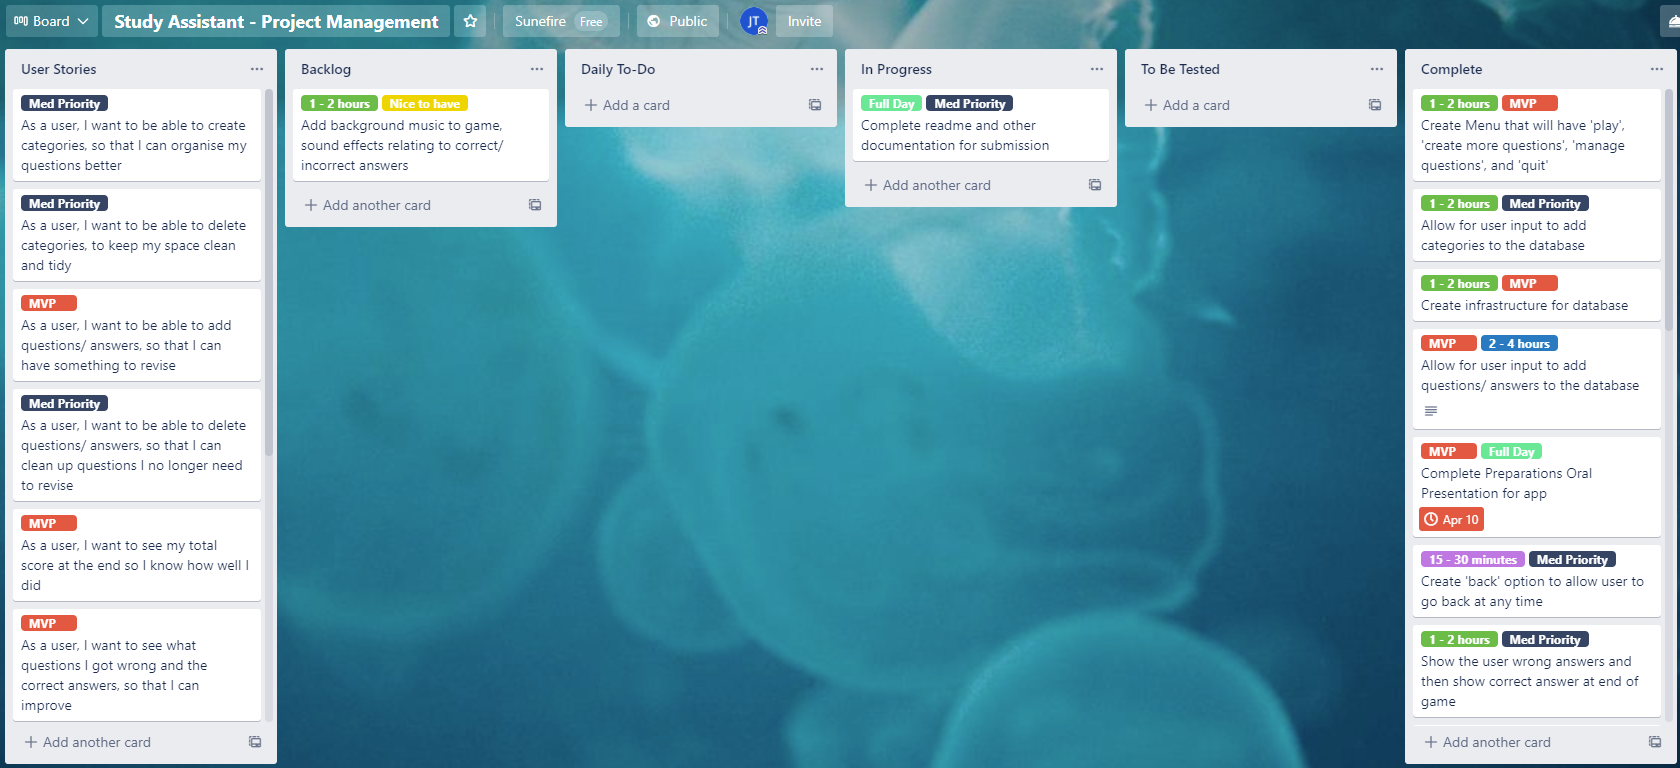 Board
Study Assistant - Project Management
Sunefire Free
Public
JT
Invite
User Stories
Med Priority
As a user, I want to be able to create
categories, so that I can organise my
questions better
Med Priority
As a user, I want to be able to delete
categories, to keep my space clean
and tidy
MVP
As a user, I want to be able to add
questions/ answers, so that I can
have something to revise
Med Priority
As a user, I want to be able to delete
questions/ answers, so that I can
clean up questions I no longer need
to revise
MVP
As a user, I want to see my total
score at the end so I know how well I
did
MVP
As a user, I want to see what
questions I got wrong and the
correct answers, so that I can
improve
+ Add another card
Backlog
1 - 2 hours Nice to have
Add background music to game,
sound effects relating to correct/
incorrect answers
+ Add another card
Daily To-Do
+ Add a card
In Progress
Full Day Med Priority
Complete readme and other
documentation for submission
+ Add another card
To Be Tested
+ Add a card
Complete
1 - 2 hours MVP
Create Menu that will have 'play',
'create more questions', 'manage
questions', and 'quit'
1 - 2 hours Med Priority
Allow for user input to add
categories to the database
1 - 2 hours MVP
Create infrastructure for database
MVP 2 - 4 hours
Allow for user input to add
questions/ answers to the database
MVP Full Day
Complete Preparations Oral
Presentation for app
Apr 10
15 - 30 minutes Med Priority
Create 'back' option to allow user to
go back at any time
1 - 2 hours Med Priority
Show the user wrong answers and
then show correct answer at end of
game
+ Add another card